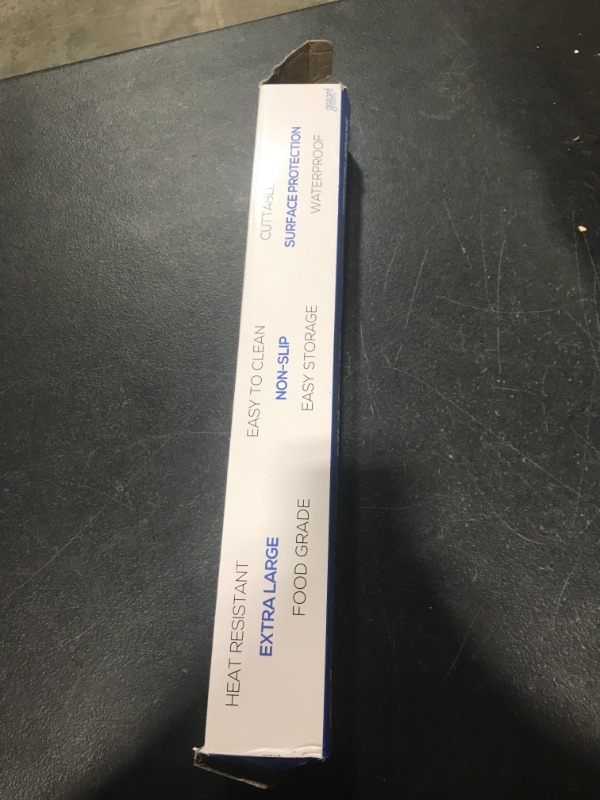 HEAT RESISTANT
EXTRA LARGE
FOOD GRADE
EASY TO CLEAN
NON-SLIP
EASY STORAGE
CUTTABLE
SURFACE PROTECTION
WATERPROOF